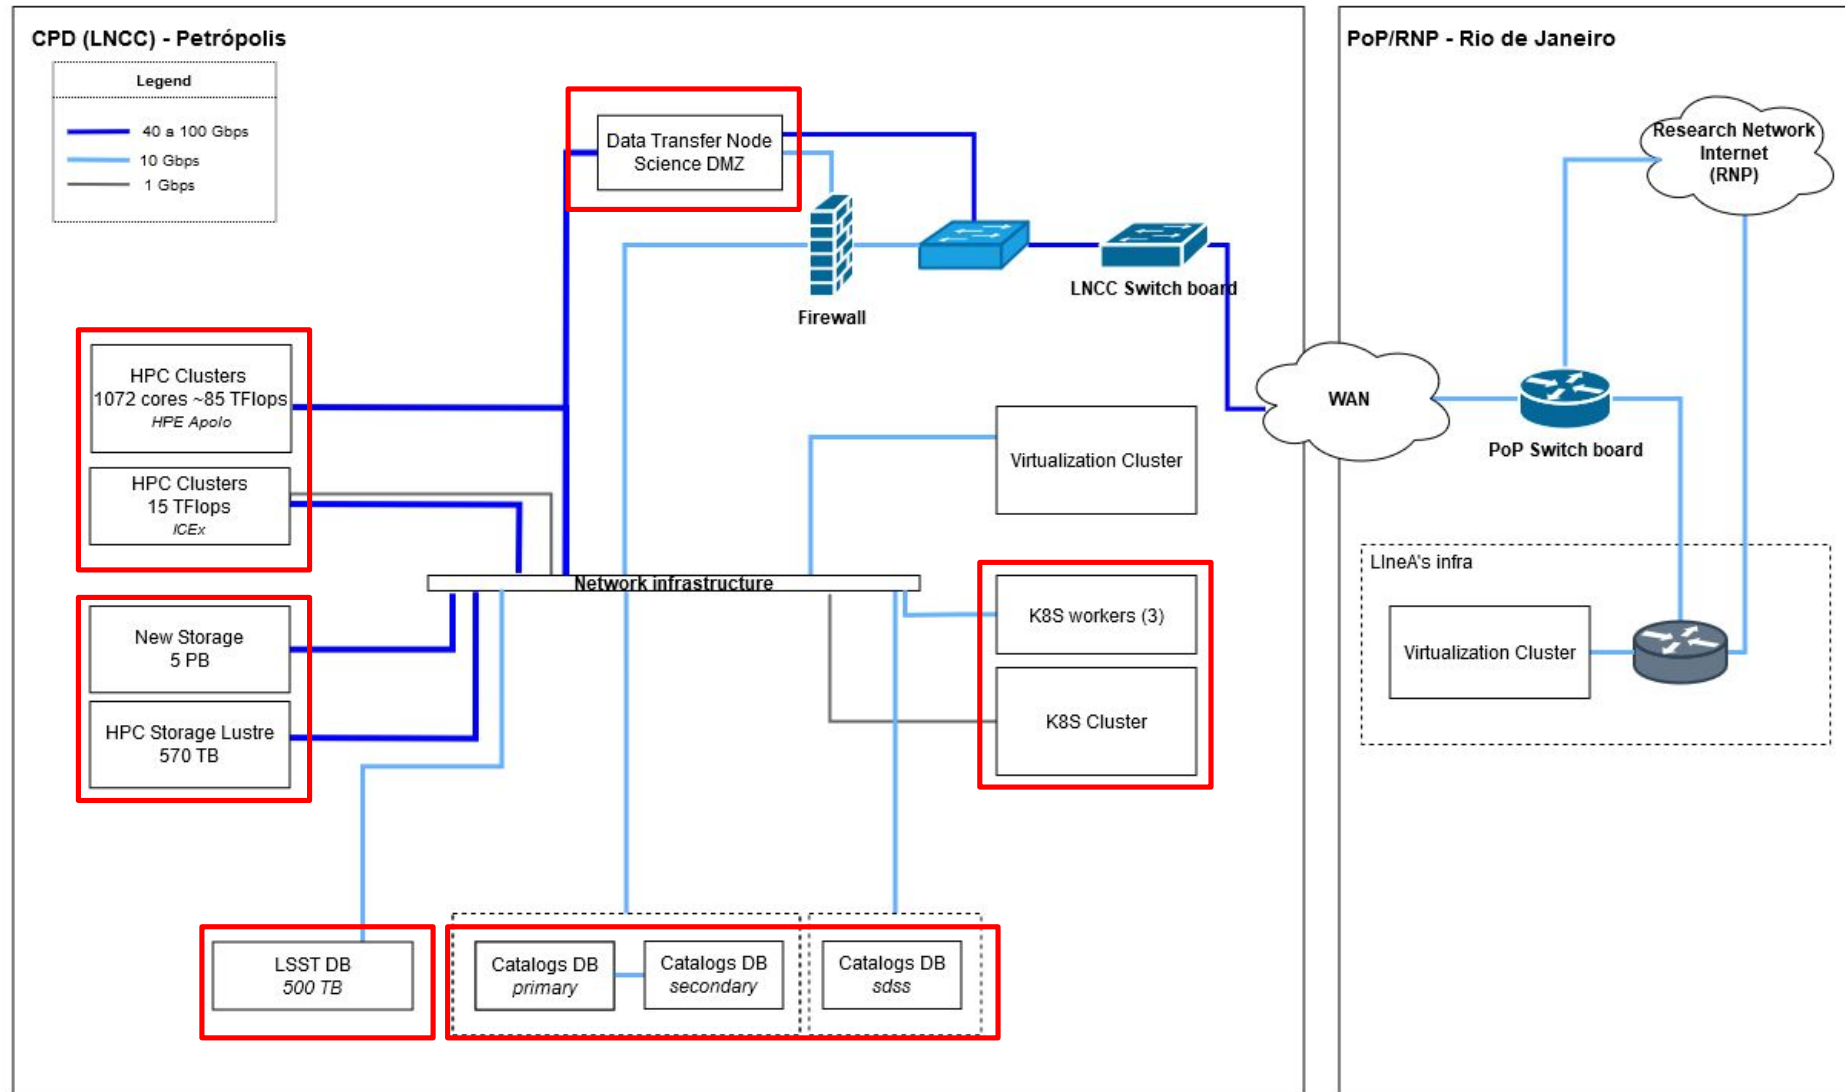 CPD (LNCC) - Petrópolis
Legend
40 a 100 Gbps
10 Gbps
1 Gbps
Data Transfer Node
Science DMZ
Firewall
LNCC Switch board
HPC Clusters
1072 cores ~85 TFlops
HPE Apolo
HPC Clusters
15 TFlops
ICEx
Network infrastructure
New Storage
5 PB
HPC Storage Lustre
570 TB
Virtualization Cluster
K8S workers (3)
K8S Cluster
LSST DB
500 TB
Catalogs DB
primary
Catalogs DB
secondary
Catalogs DB
sdss
WAN
PoP/RNP - Rio de Janeiro
Research Network
Internet
(RNP)
PoP Switch board
LIneA's infra
Virtualization Cluster